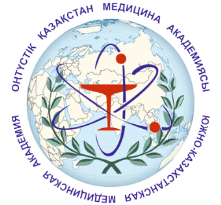 ОҢТҮСТІК ҚАЗАҚСТАН МЕДИЦИНА АКАДЕМИЯСЫ
ЮЖНО-КАЗАХСТАНСКАЯ МЕДИЦИНСКАЯ АКАДЕМИЯ